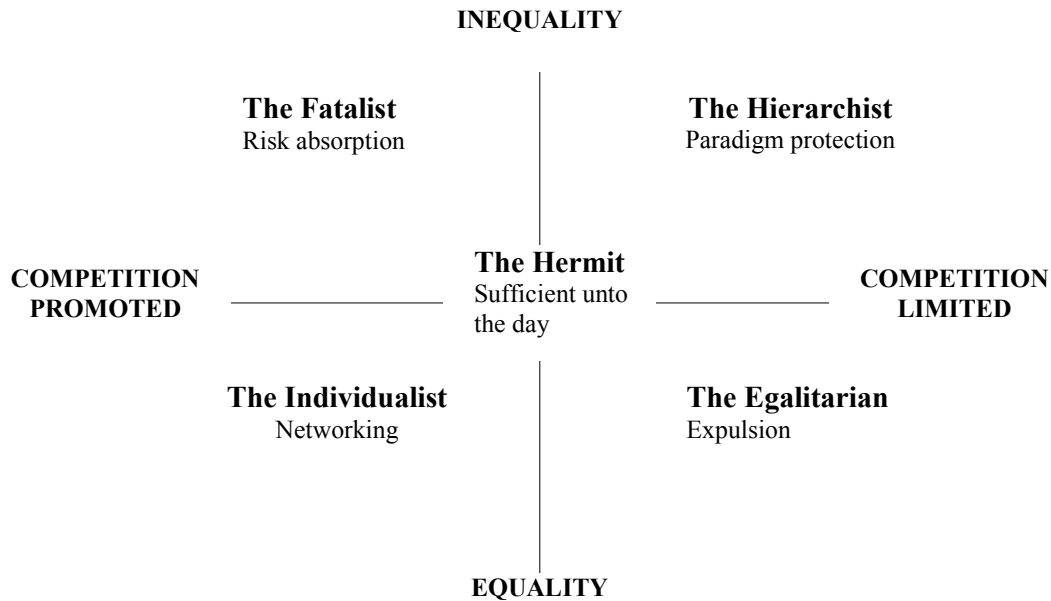 INEQUALITY
The Fatalist
Risk absorption
The Hierarchist
Paradigm protection
COMPETITION
PROMOTED
The Hermit
Sufficient unto
the day
COMPETITION
LIMITED
The Individualist
Networking
The Egalitarian
Expulsion
EQUALITY